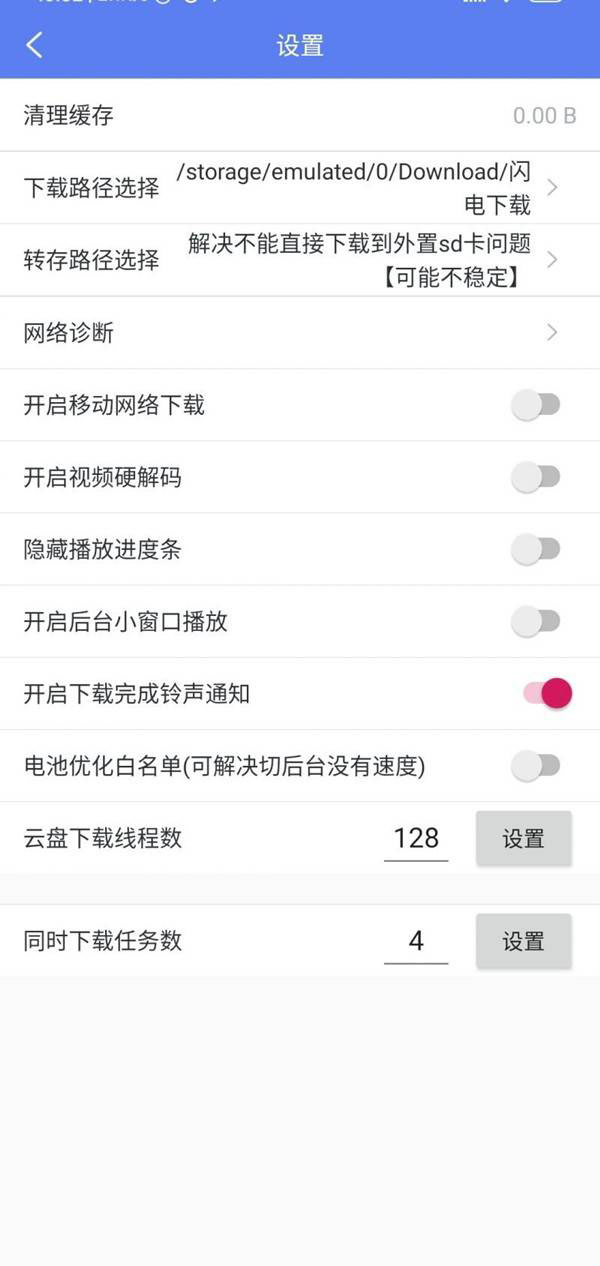 设置
清理缓存
0.00 B
下载路径选择
/storage/emulated/0/Download/闪
电下载
转存路径选择
解决不能直接下载到外置sd卡问题
【可能不稳定】
网络诊断
开启移动网络下载
开启视频硬解码
隐藏播放进度条
开启后台小窗口播放
开启下载完成铃声通知
电池优化白名单(可解决切后台没有速度)
云盘下载线程数
128
设置
同时下载任务数
4
设置